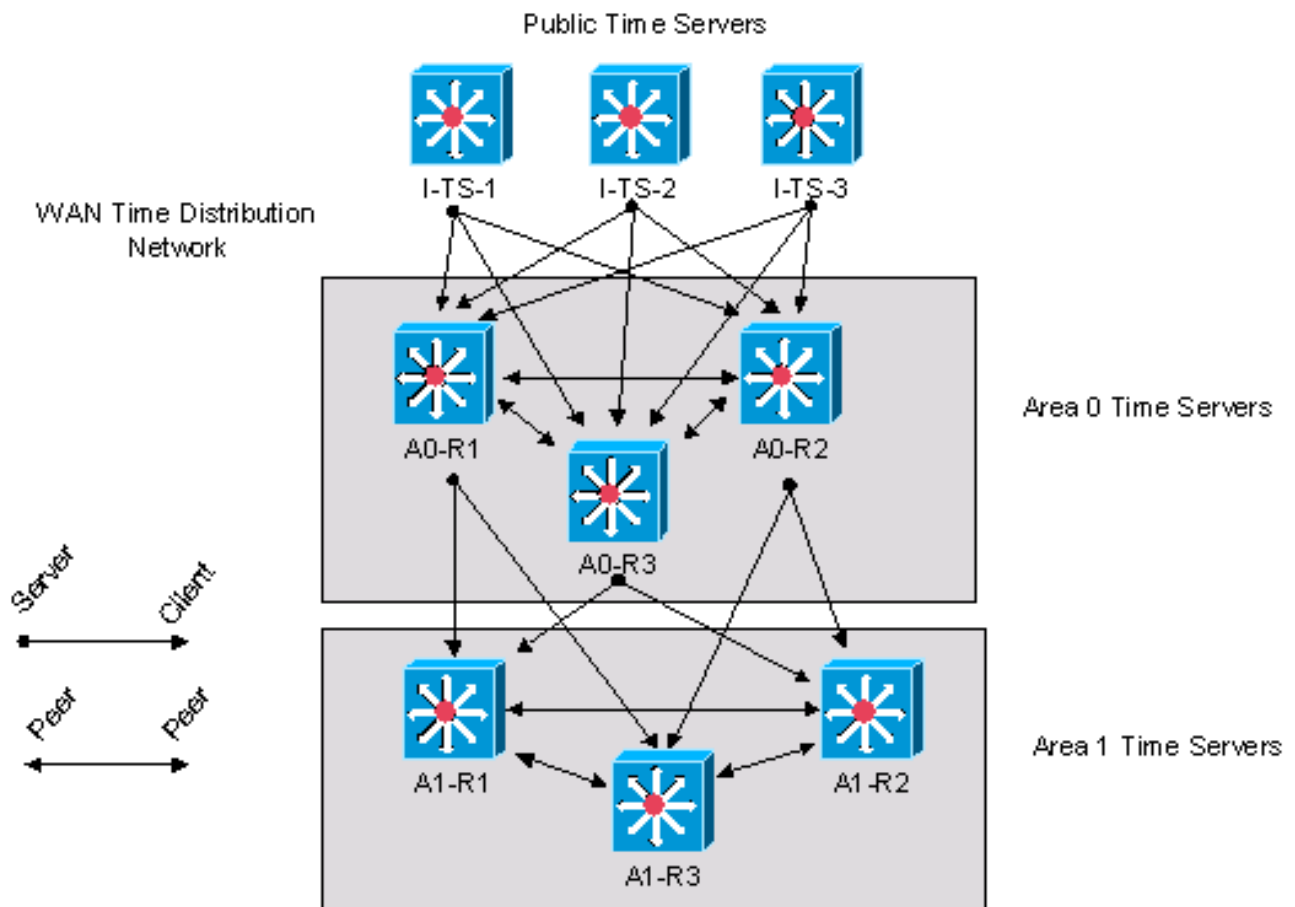 Public Time Servers
I-TS-1
I-TS-2
I-TS-3
WAN Time Distribution
Network
A0-R1
A0-R2
Area 0 Time Servers
A0-R3
Server
Client
Peer
Peer
A1-R1
A1-R2
Area 1 Time Servers
A1-R3